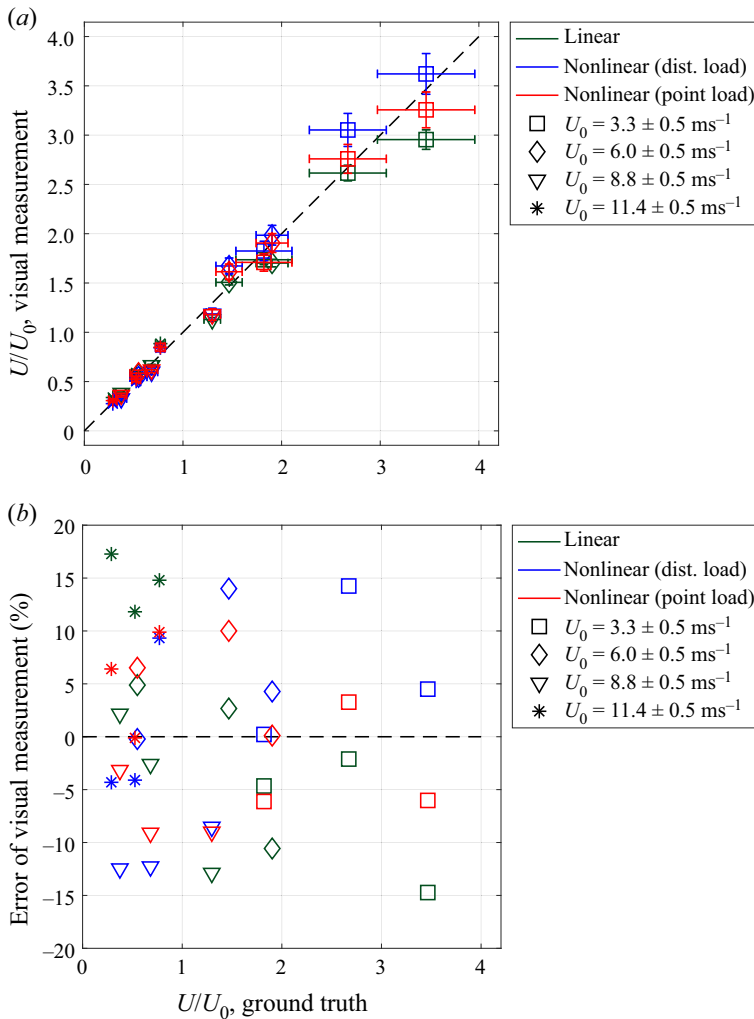 (a)
4.0
3.5
3.0
2.5
2.0
1.5
1.0
0.5
0
U/U₀, visual measurement
0 1 2 3 4
Linear
Nonlinear (dist. load)
Nonlinear (point load)
U₀ = 3.3 ± 0.5 ms⁻¹
U₀ = 6.0 ± 0.5 ms⁻¹
U₀ = 8.8 ± 0.5 ms⁻¹
U₀ = 11.4 ± 0.5 ms⁻¹
(b)
20
15
10
5
0
–5
–10
–15
–20
Error of visual measurement (%)
0 1 2 3 4
U/U₀, ground truth
Linear
Nonlinear (dist. load)
Nonlinear (point load)
U₀ = 3.3 ± 0.5 ms⁻¹
U₀ = 6.0 ± 0.5 ms⁻¹
U₀ = 8.8 ± 0.5 ms⁻¹
U₀ = 11.4 ± 0.5 ms⁻¹